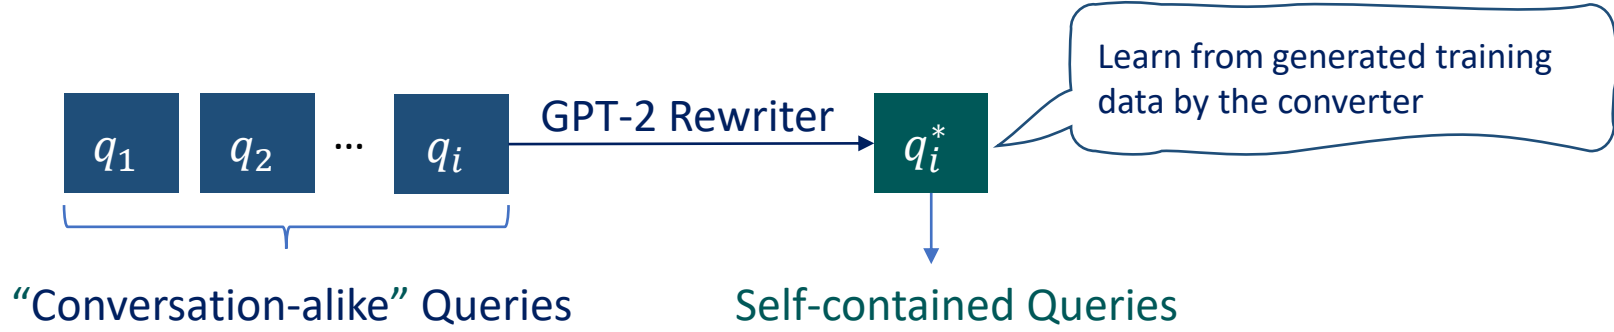 Learn from generated training
data by the converter
GPT-2 Rewriter
q₁ q₂ ... qᵢ qᵢ*
“Conversation-alike” Queries
Self-contained Queries